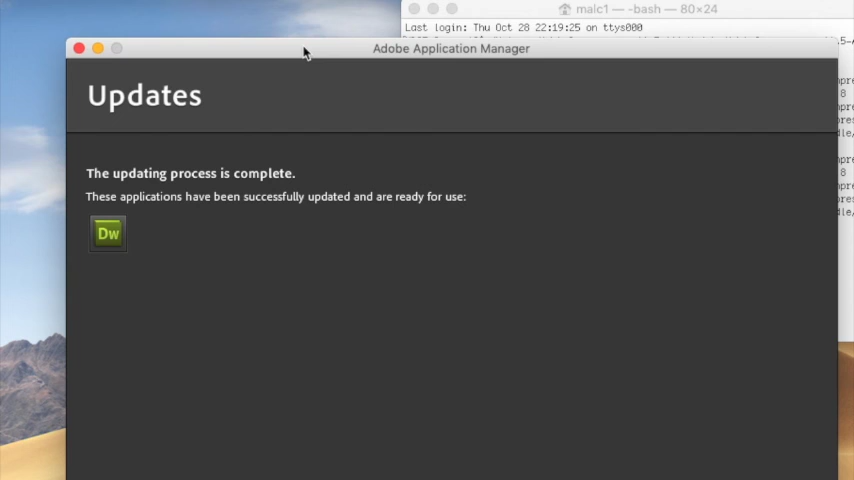 malc1 — -bash — 80×24
Last login: Thu Oct 28 22:19:25 on ttys000
Adobe Application Manager
Updates
The updating process is complete.
These applications have been successfully updated and are ready for use:
Dw